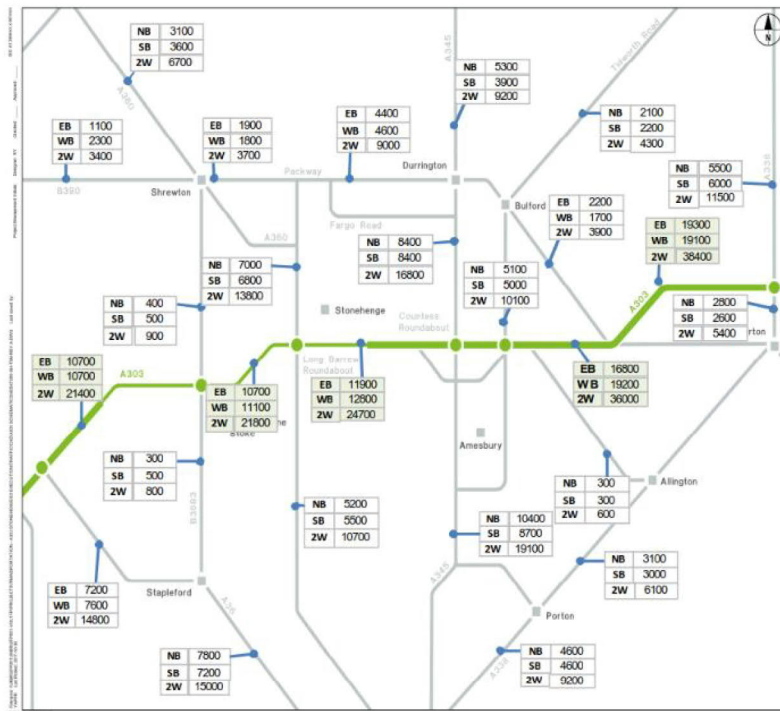 NB 3100
SB 3600
2W 6700
A345
N
Tidworth Road
NB 5300
SB 3900
2W 9200
A360
EB 1100
WB 2300
2W 3400
EB 1900
WB 1800
2W 3700
EB 4400
WB 4600
2W 9000
NB 2100
SB 2200
2W 4300
A338
Packway
Durrington
NB 5500
SB 6000
2W 11500
B390
Shrewton
Bulford
EB 2200
WB 1700
2W 3900
Fargo Road
EB 19300
WB 19100
2W 38400
A360
NB 8400
SB 8400
2W 16800
NB 7000
SB 6800
2W 13800
NB 5100
SB 5000
2W 10100
A303
NB 400
SB 500
2W 900
Stonehenge
Countess
Roundabout
NB 2800
SB 2600
2W 5400
rton
EB 10700
WB 10700
2W 21400
A303
Long Barrow
Roundabout
EB 10700
WB 11100
2W 21800
ne
Stoke
EB 11900
WB 12800
2W 24700
EB 16800
WB 19200
2W 36000
Amesbury
NB 300
SB 500
2W 800
B3083
NB 300
SB 300
2W 600
Allington
NB 5200
SB 5500
2W 10700
NB 10400
SB 8700
2W 19100
NB 3100
SB 3000
2W 6100
A345
EB 7200
WB 7600
2W 14800
Stapleford
A36
Porton
NB 7800
SB 7200
2W 15000
A338
NB 4600
SB 4600
2W 9200